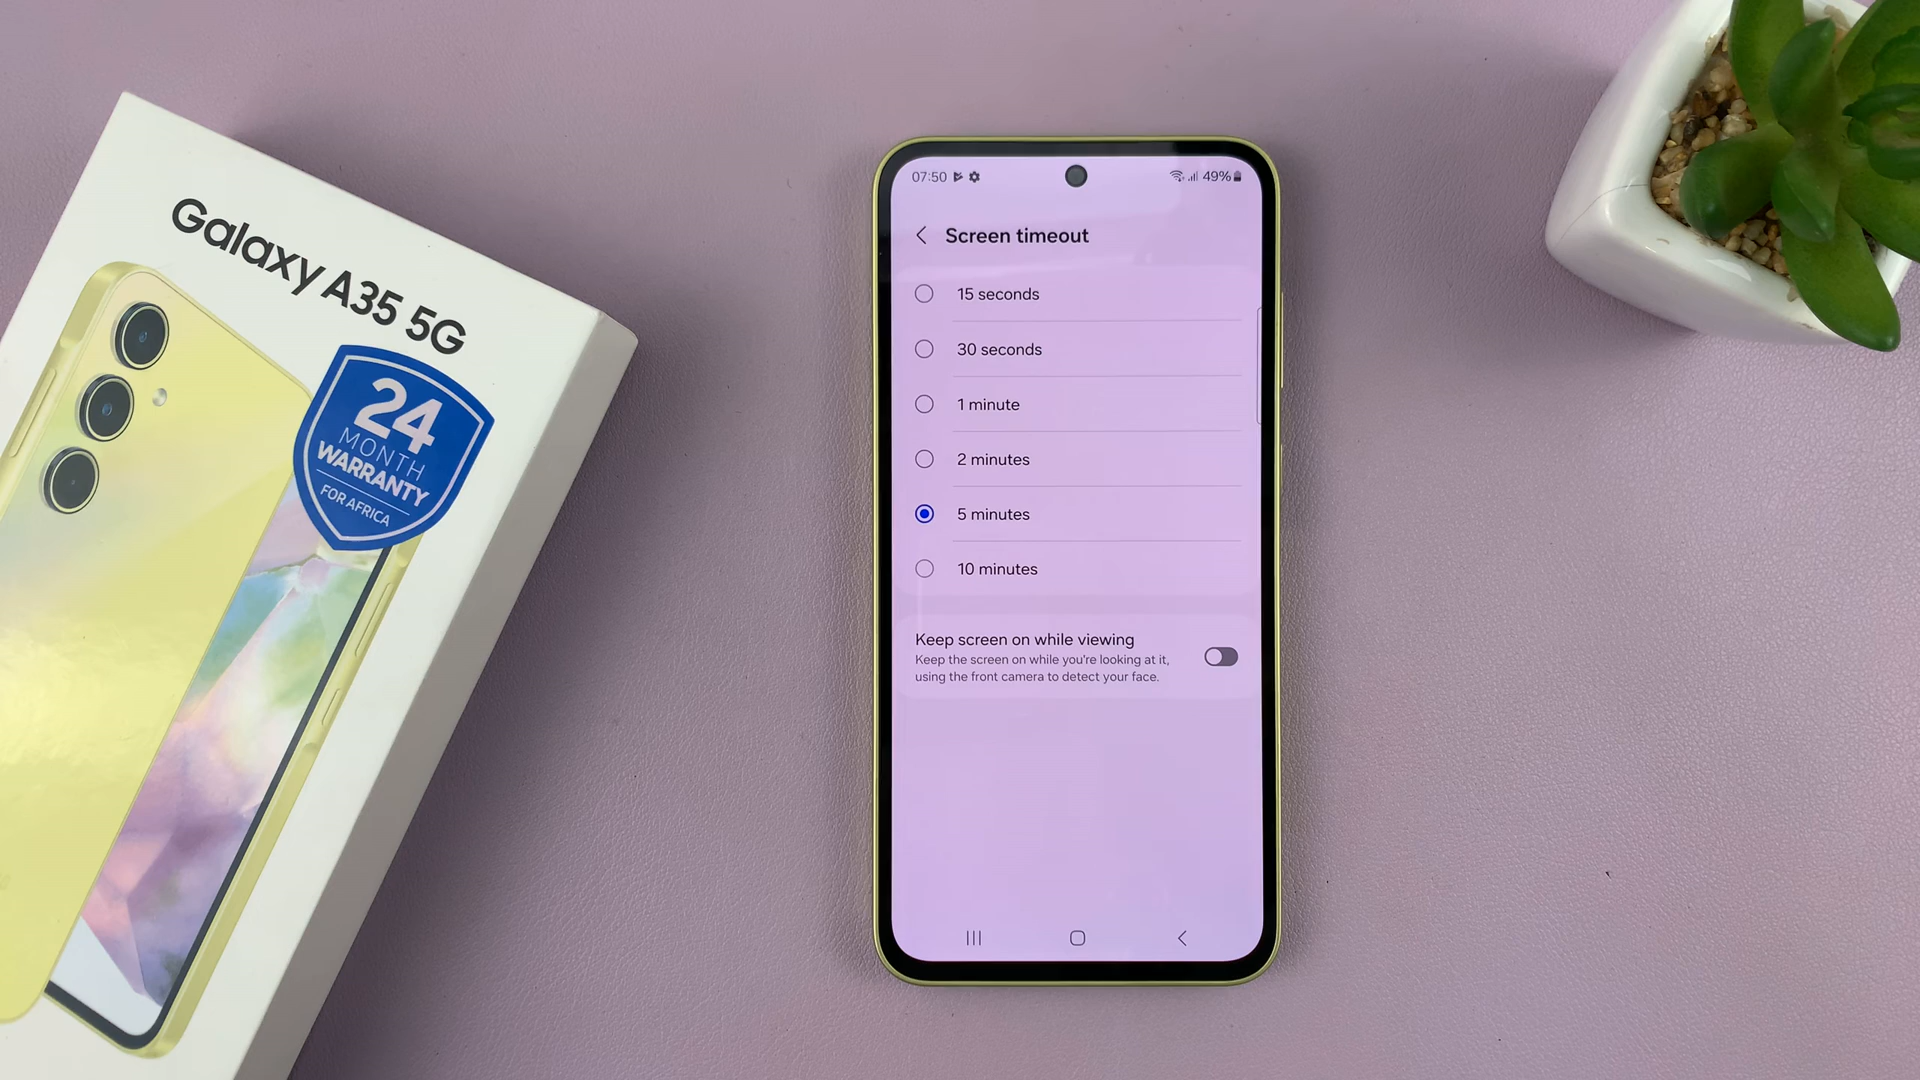 Galaxy A35 5G
24
MONTH
WARRANTY
FOR AFRICA
07:50
49%
Screen timeout
15 seconds
30 seconds
1 minute
2 minutes
5 minutes
10 minutes
Keep screen on while viewing
Keep the screen on while you're looking at it,
using the front camera to detect your face.